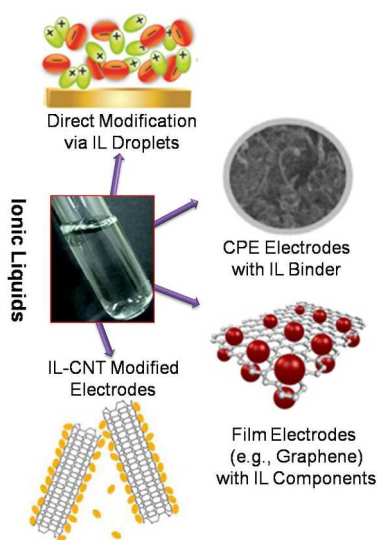 Direct Modification
via IL Droplets
CPE Electrodes
with IL Binder
Ionic Liquids
IL-CNT Modified
Electrodes
Film Electrodes
(e.g., Graphene)
with IL Components